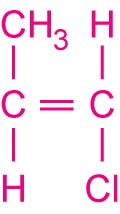 CH₃ H
C = C
H Cl